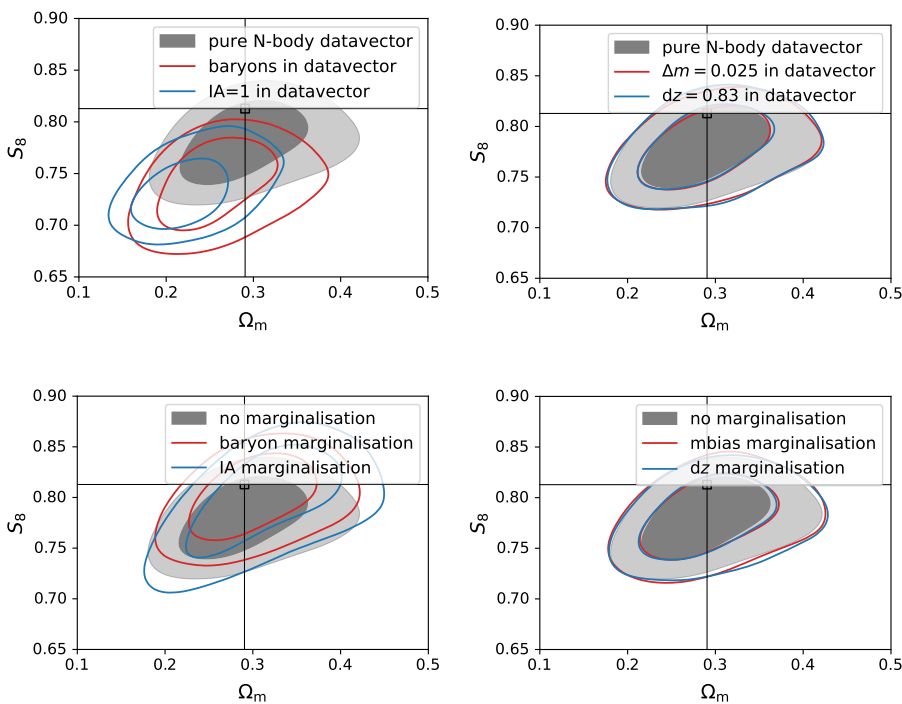 0.90
0.85
0.80
0.75
0.70
0.65
S₈
pure N-body datavector
baryons in datavector
IA=1 in datavector
0.1 0.2 0.3 0.4 0.5
Ωₘ
0.90
0.85
0.80
0.75
0.70
0.65
S₈
pure N-body datavector
Δm = 0.025 in datavector
dz = 0.83 in datavector
0.1 0.2 0.3 0.4 0.5
Ωₘ
0.90
0.85
0.80
0.75
0.70
0.65
S₈
no marginalisation
baryon marginalisation
IA marginalisation
0.1 0.2 0.3 0.4 0.5
Ωₘ
0.90
0.85
0.80
0.75
0.70
0.65
S₈
no marginalisation
mbias marginalisation
dz marginalisation
0.1 0.2 0.3 0.4 0.5
Ωₘ